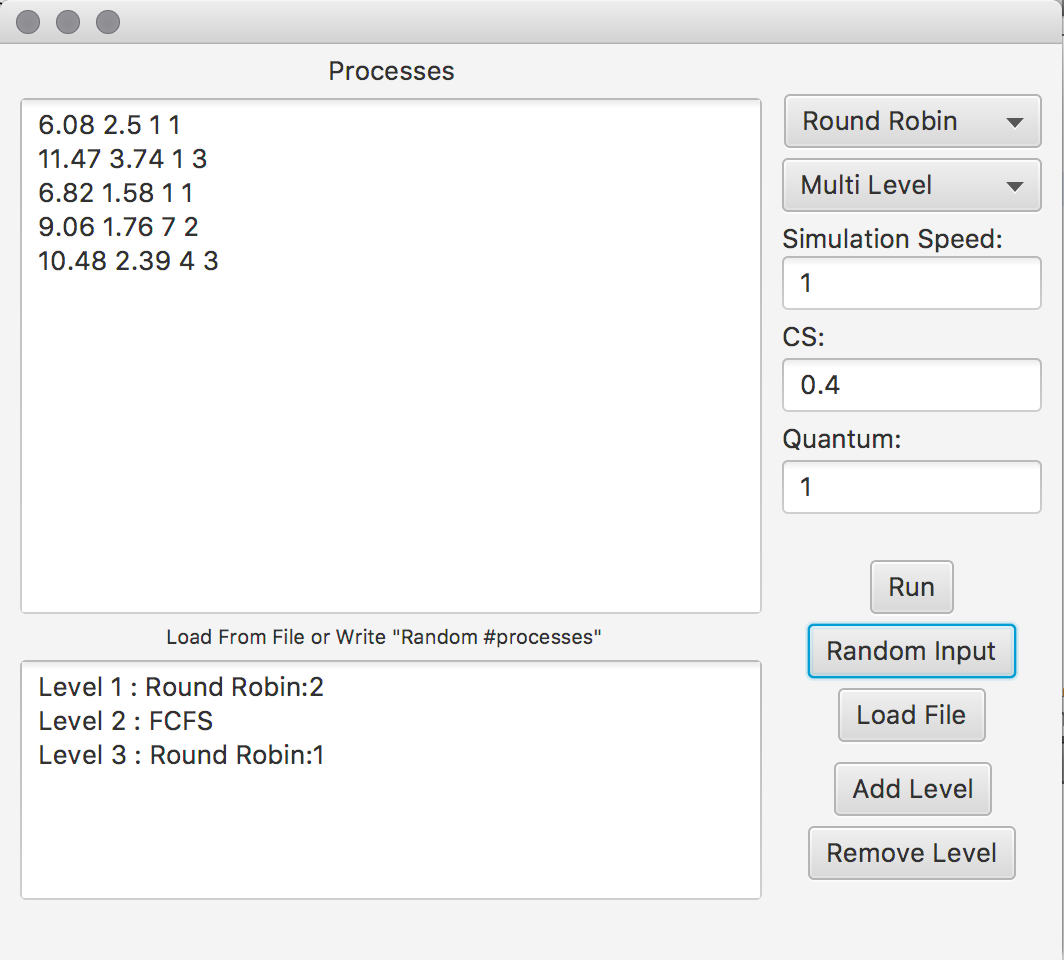 Processes
6.08 2.5 1 1
11.47 3.74 1 3
6.82 1.58 1 1
9.06 1.76 7 2
10.48 2.39 4 3
Load From File or Write "Random #processes"
Level 1 : Round Robin:2
Level 2 : FCFS
Level 3 : Round Robin:1
Round Robin
Multi Level
Simulation Speed:
1
CS:
0.4
Quantum:
1
Run
Random Input
Load File
Add Level
Remove Level